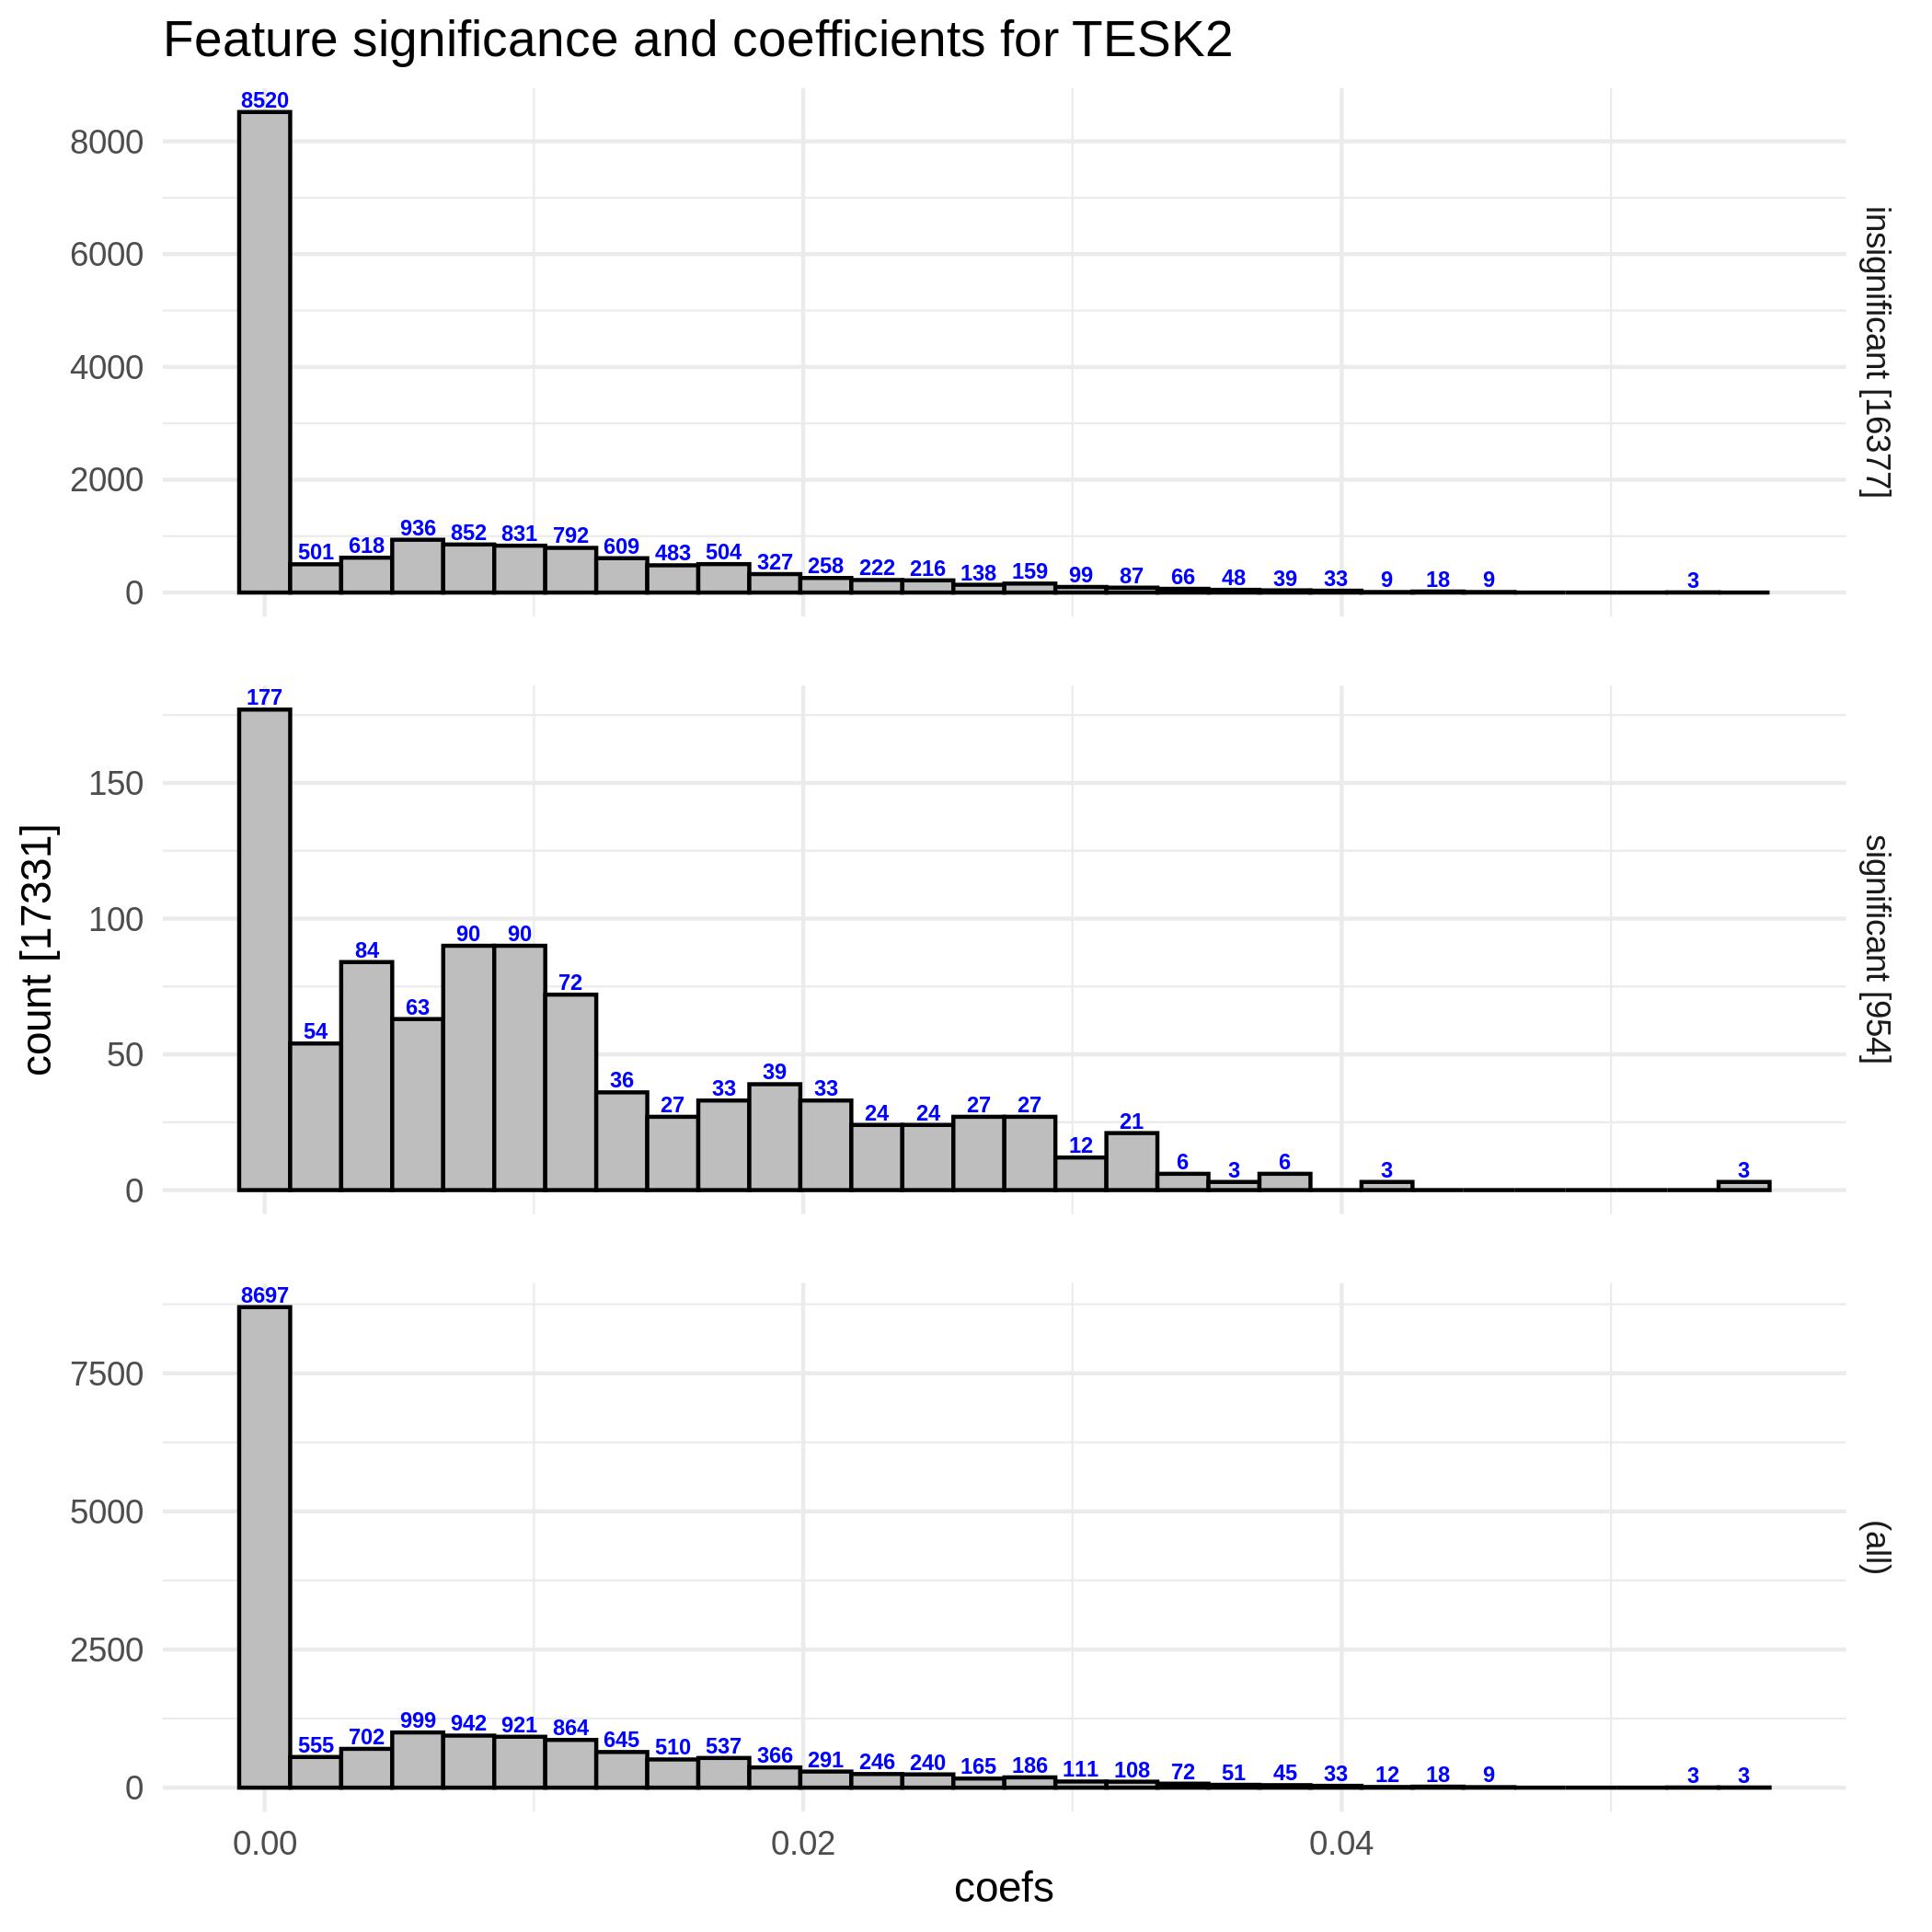 Feature significance and coefficients for TESK2
count [17331]
8000
6000
4000
2000
0
8520
501 618 936 852 831 792 609 483 504 327 258 222 216 138 159 99 87 66 48 39 33 9 18 9 3
insignificant [16377]
150
100
50
0
177
54 84 63 90 90 72 36 27 33 39 33 24 24 27 27 12 21 6 3 6 3 3
significant [954]
7500
5000
2500
0
8697
555 702 999 942 921 864 645 510 537 366 291 246 240 165 186 111 108 72 51 45 33 12 18 9 3 3
(all)
0.00 0.02 0.04
coefs